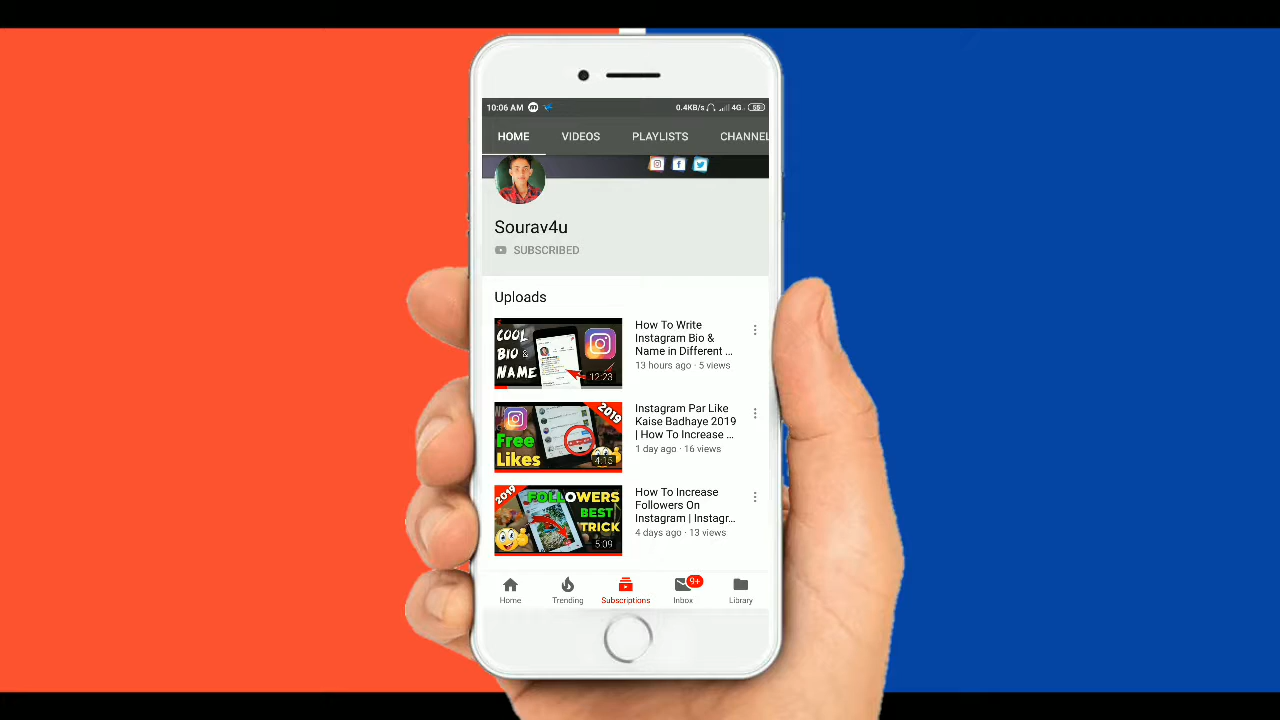 10:06 AM 0.4KB/s 4G 55
HOME VIDEOS PLAYLISTS CHANNEL
Sourav4u
SUBSCRIBED
Uploads
COOL
BIO &
NAME
12:23
How To Write
Instagram Bio &
Name in Different ...
13 hours ago · 5 views
2019
Free
Likes
4:15
Instagram Par Like
Kaise Badhaye 2019
| How To Increase ...
1 day ago · 16 views
2019
FOLLOWERS
BEST
TRICK
5:09
How To Increase
Followers On
Instagram | Instagr...
4 days ago · 13 views
9+
Home Trending Subscriptions Inbox Library